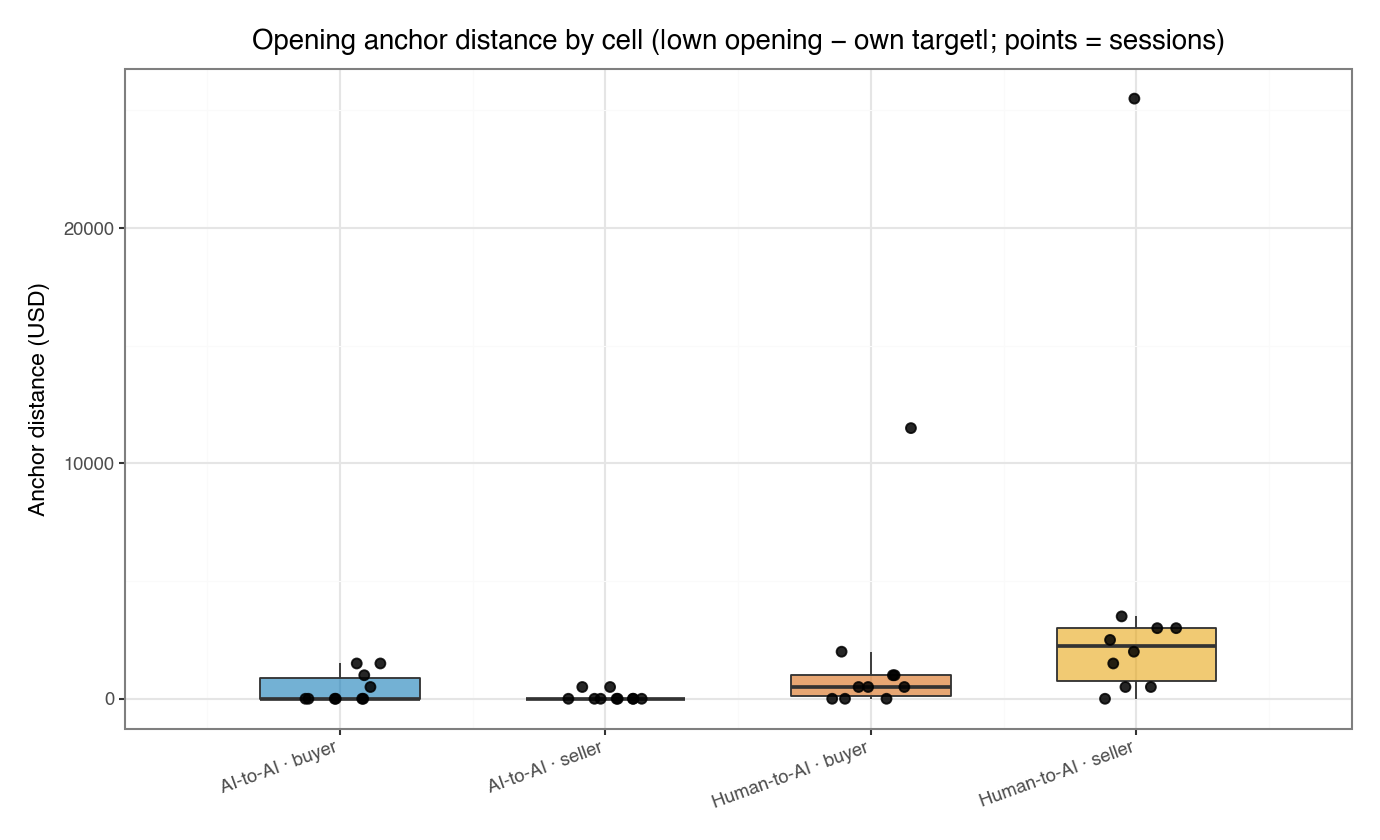 Opening anchor distance by cell (|own opening − own target|; points = sessions)
Anchor distance (USD)
20000
10000
0
AI-to-AI · buyer
AI-to-AI · seller
Human-to-AI · buyer
Human-to-AI · seller